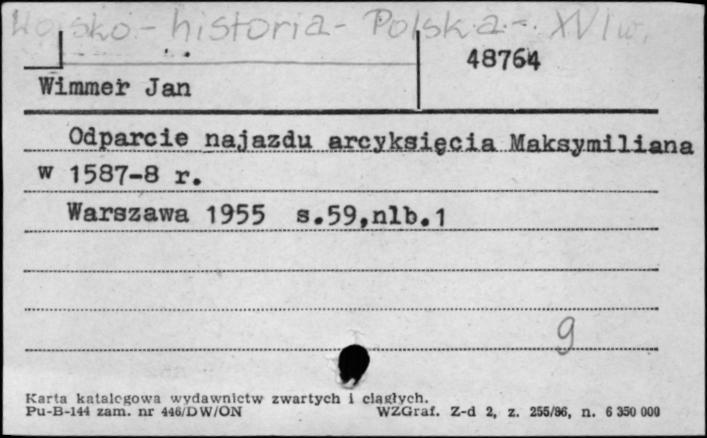 Wojsko - historia - Polska - XVI w.
48764
Wimmer Jan
Odparcie najazdu arcyksięcia Maksymiliana
w 1587-8 r.
Warszawa 1955 s.59,nlb.1
9
Karta katalogowa wydawnictw zwartych i ciągłych.
Pu-B-144 zam. nr 446/DW/ON WZGraf. Z-d 2, z. 255/86, n. 6 350 000